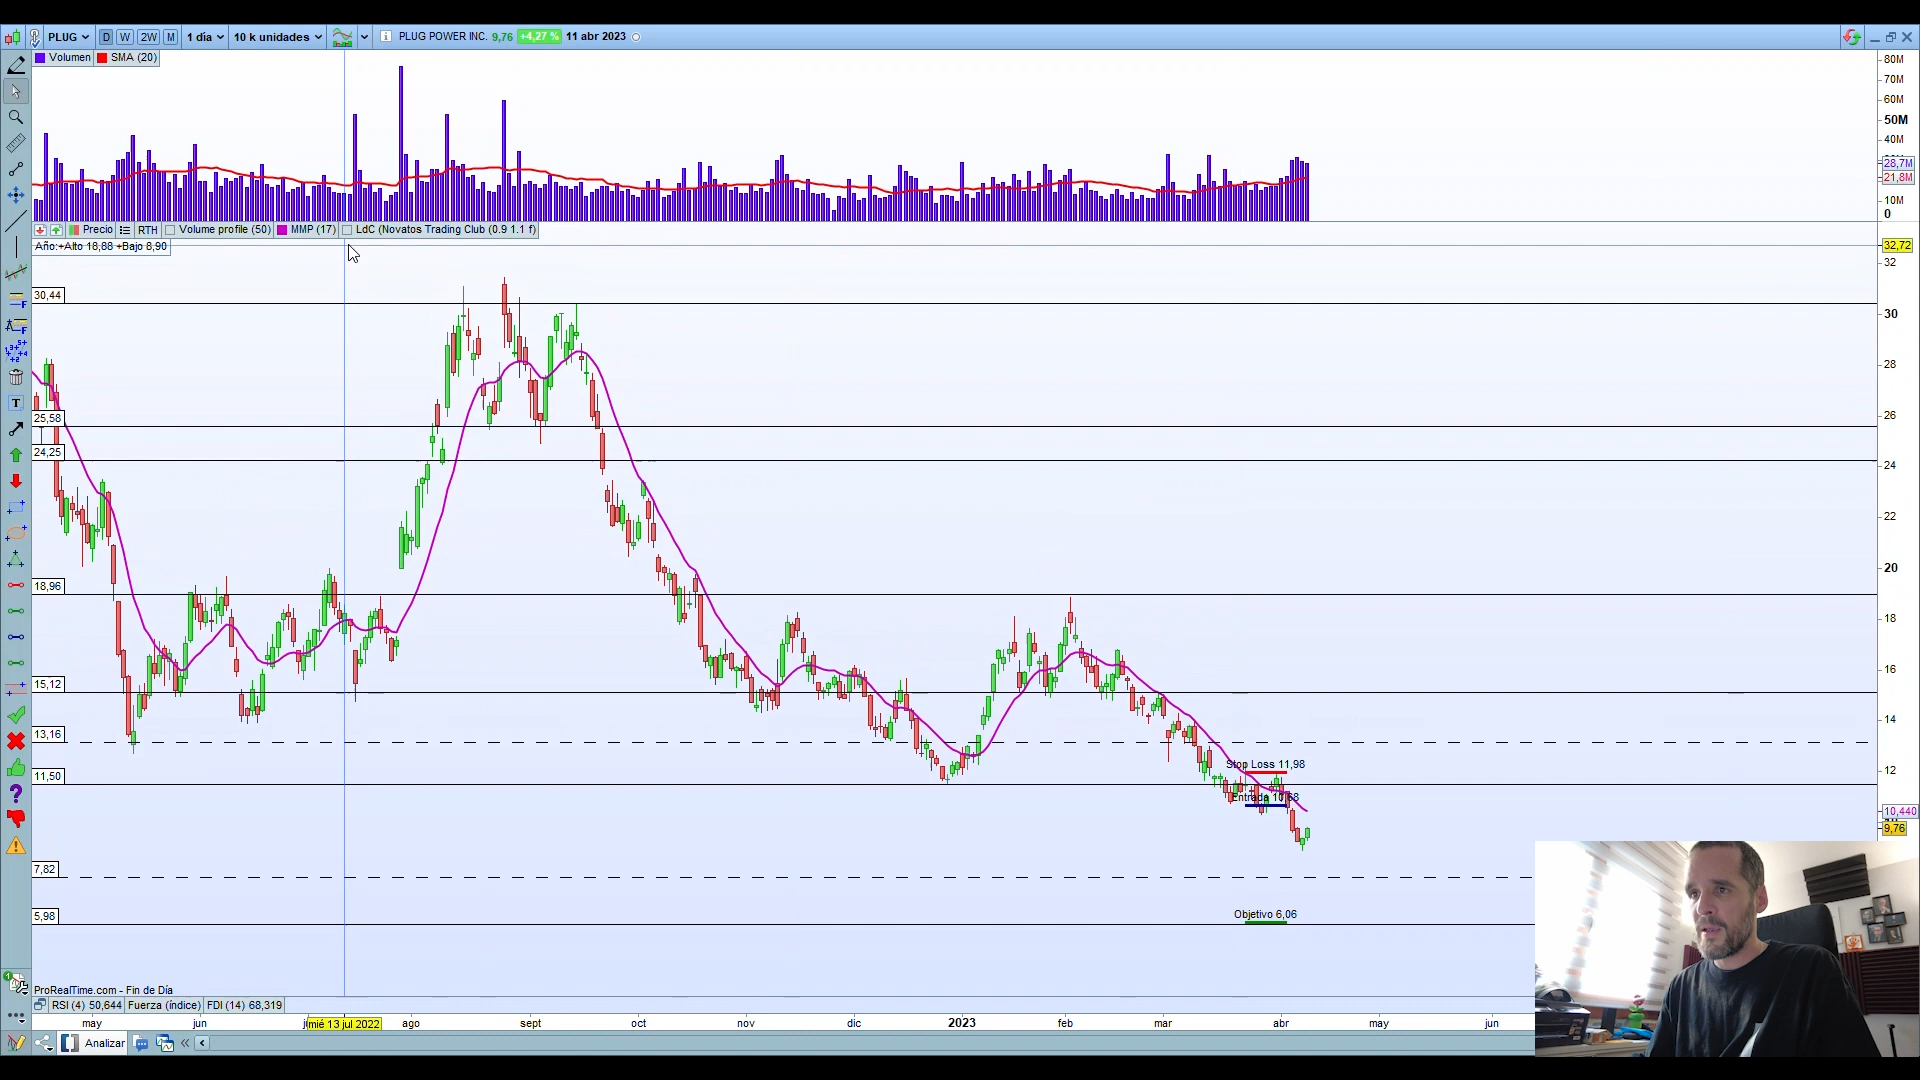 PLUG D W 2W M 1 día 10 k unidades PLUG POWER INC. 9,76 +4,27 % 11 abr 2023
Volumen SMA (20)
80M
70M
60M
50M
40M
28,7M
21,8M
10M
0
Precio RTH Volume profile (50) MMP (17) LdC (Novatos Trading Club (0.9 1.1 f)
Año:+Alto 18,88 +Bajo 8,90
32,72
32
30,44
30
28
26
25,58
24,25
24
22
20
18,96
18
16
15,12
14
13,16
Stop Loss 11,98
12
11,50
Entrada 10,68
10,440
9,76
7,82
Objetivo 6,06
5,98
ProRealTime.com - Fin de Día
RSI (4) 50,644 Fuerza (índice) FDI (14) 68,319
may jun mié 13 jul 2022 ago sept oct nov dic 2023 feb mar abr may jun
Analizar